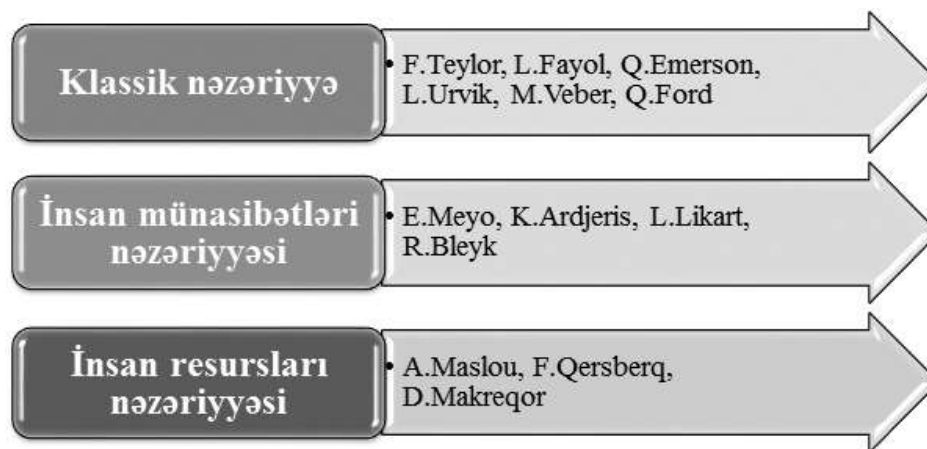 Klassik nəzəriyyə
• F.Teylor, L.Fayol, Q.Emerson,
L.Urvik, M.Veber, Q.Ford
İnsan münasibətləri
nəzəriyyəsi
• E.Meyo, K.Ardjeris, L.Likart,
R.Bleyk
İnsan resursları
nəzəriyyəsi
• A.Maslou, F.Qersberq,
D.Makreqor